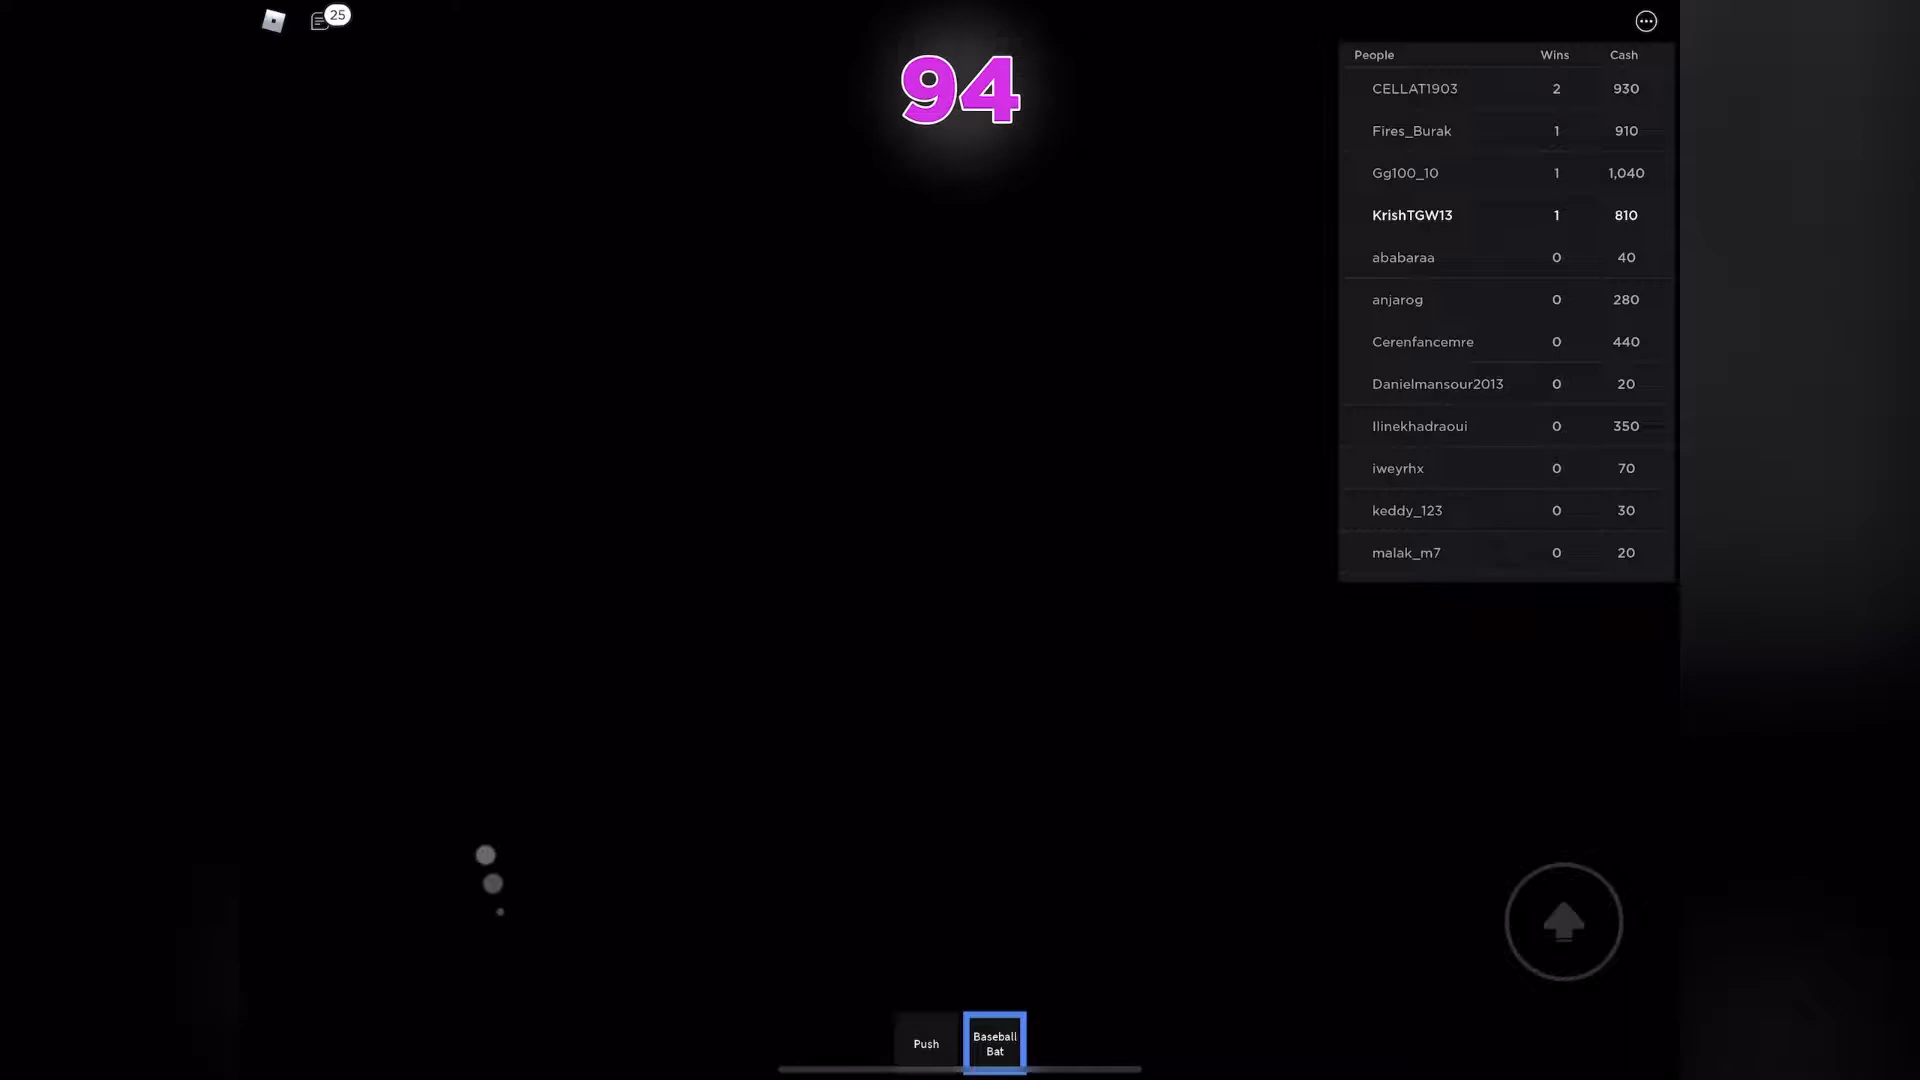 25
94
People Wins Cash
CELLAT1903 2 930
Fires_Burak 1 910
Gg100_10 1 1,040
KrishTGW13 1 810
ababaraa 0 40
anjarog 0 280
Cerenfancemre 0 440
Danielmansour2013 0 20
Ilinekhadraoui 0 350
iweyrhx 0 70
keddy_123 0 30
malak_m7 0 20
Push
Baseball
Bat